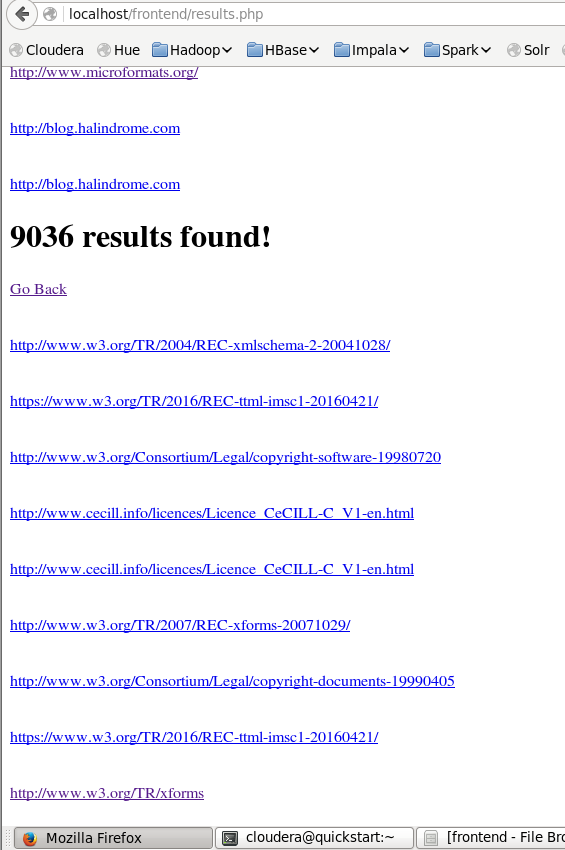 localhost/frontend/results.php
Cloudera Hue Hadoop HBase Impala Spark Solr
http://www.microformats.org/
http://blog.halindrome.com
http://blog.halindrome.com
9036 results found!
Go Back
http://www.w3.org/TR/2004/REC-xmlschema-2-20041028/
https://www.w3.org/TR/2016/REC-ttml-imsc1-20160421/
http://www.w3.org/Consortium/Legal/copyright-software-19980720
http://www.cecill.info/licences/Licence_CeCILL-C_V1-en.html
http://www.cecill.info/licences/Licence_CeCILL-C_V1-en.html
http://www.w3.org/TR/2007/REC-xforms-20071029/
http://www.w3.org/Consortium/Legal/copyright-documents-19990405
https://www.w3.org/TR/2016/REC-ttml-imsc1-20160421/
http://www.w3.org/TR/xforms
Mozilla Firefox cloudera@quickstart:~ [frontend - File Bro